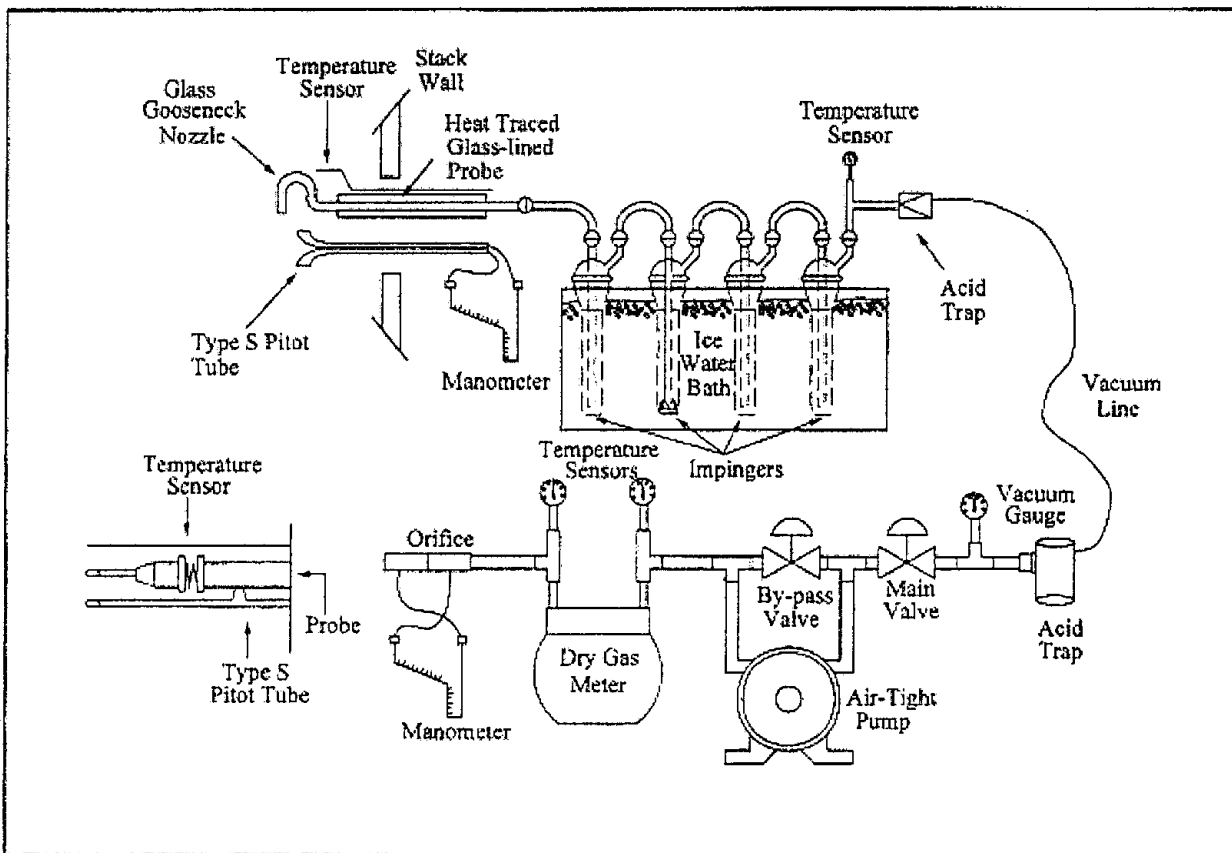 Stack
Wall
Temperature
Sensor
Glass
Gooseneck
Nozzle
Heat Traced
Glass-lined
Probe
Temperature
Sensor
Acid
Trap
Type S Pitot
Tube
Manometer
Ice
Water
Bath
Vacuum
Line
Impingers
Temperature
Sensors
Temperature
Sensor
Vacuum
Gauge
Orifice
By-pass
Valve
Main
Valve
Acid
Trap
Probe
Type S
Pitot Tube
Dry Gas
Meter
Air-Tight
Pump
Manometer